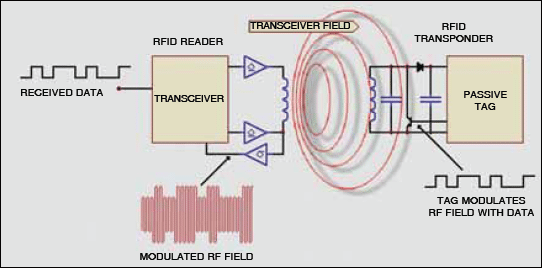 TRANSCEIVER FIELD
RFID READER
RFID
TRANSPONDER
RECEIVED DATA
TRANSCEIVER
PASSIVE
TAG
TAG MODULATES
RF FIELD WITH DATA
MODULATED RF FIELD